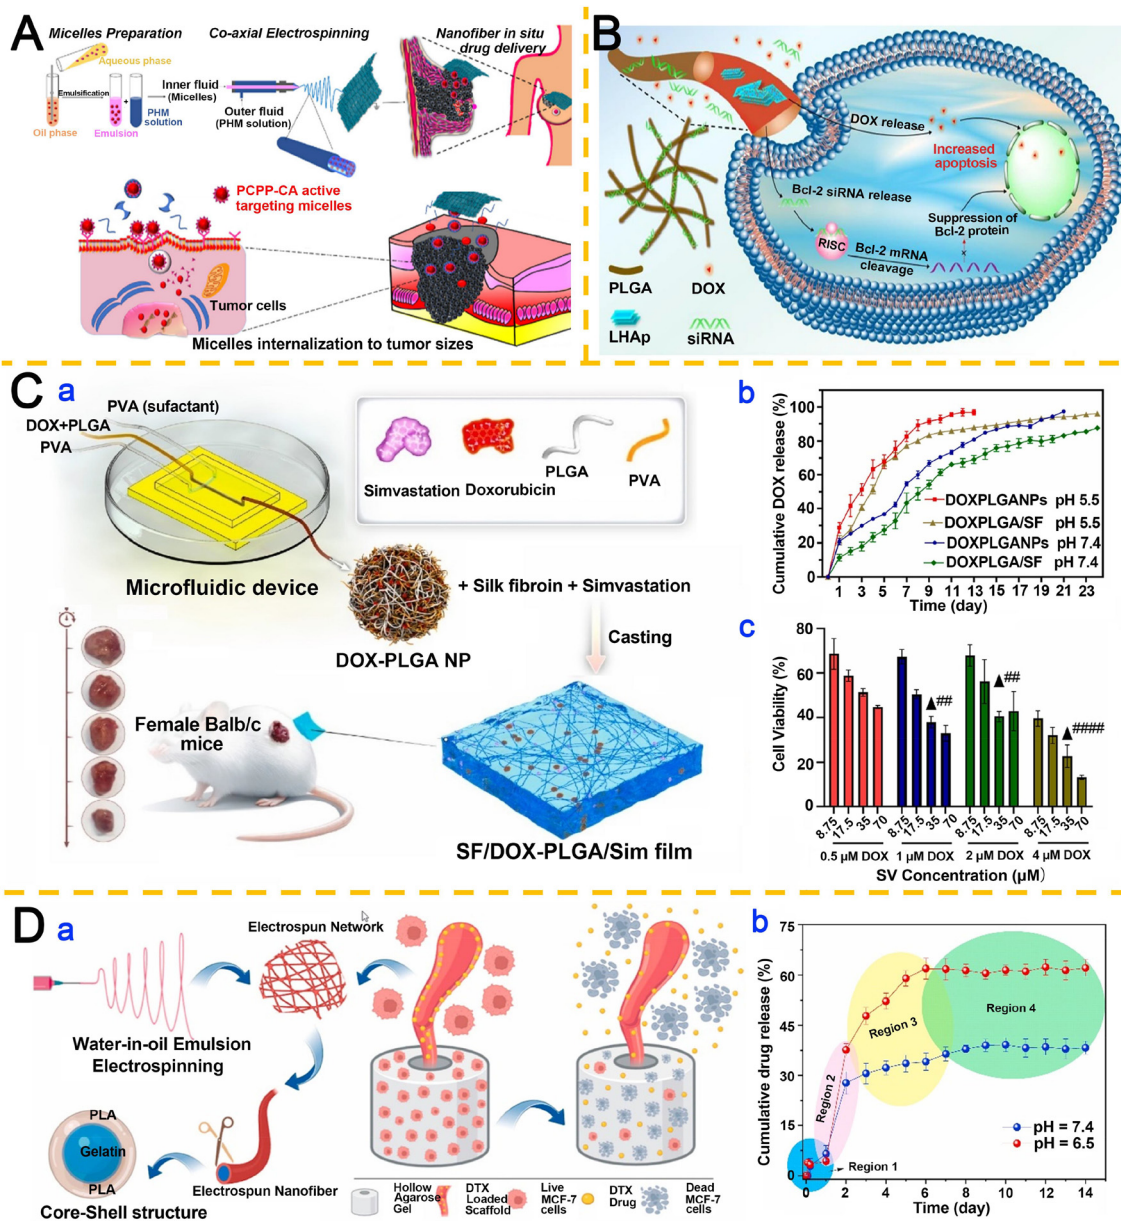 A
Micelles Preparation
Co-axial Electrospinning
Nanofiber in situ
drug delivery
Aqueous phase
Emulsification
Inner fluid
(Micelles)
Outer fluid
(PHM solution)
PHM
solution
Oil phase
Emulsion
PCPP-CA active
targeting micelles
Tumor cells
Micelles internalization to tumor sizes
B
DOX release
Increased
apoptosis
Bcl-2 siRNA release
Suppression of
Bcl-2 protein
RISC
Bcl-2 mRNA
cleavage
x
PLGA
DOX
LHAp
siRNA
C
a
PVA (sufactant)
DOX+PLGA
PVA
Simvastation
Doxorubicin
PLGA
PVA
Microfluidic device
+ Silk fibroin + Simvastation
DOX-PLGA NP
Casting
Female Balb/c
mice
SF/DOX-PLGA/Sim film
b
Cumulative DOX release (%)
100
80
60
40
20
0
DOXPLGANPs pH 5.5
DOXPLGA/SF pH 5.5
DOXPLGANPs pH 7.4
DOXPLGA/SF pH 7.4
1 3 5 7 9 11 13 15 17 19 21 23
Time (day)
c
Cell Viability (%)
80
60
40
20
0
▲##
▲##
▲####
8.75 17.5 35 70 8.75 17.5 35 70 8.75 17.5 35 70 8.75 17.5 35 70
0.5 μM DOX 1 μM DOX 2 μM DOX 4 μM DOX
SV Concentration (μM)
D
a
Electrospun Network
Water-in-oil Emulsion
Electrospinning
PLA
Gelatin
PLA
Core-Shell structure
Electrospun Nanofiber
Hollow
Agarose
Gel
DTX
Loaded
Scaffold
Live
MCF-7
cells
DTX
Drug
Dead
MCF-7
cells
b
Cumulative drug release (%)
75
60
45
30
15
0
Region 1
Region 2
Region 3
Region 4
pH = 7.4
pH = 6.5
0 2 4 6 8 10 12 14
Time (day)